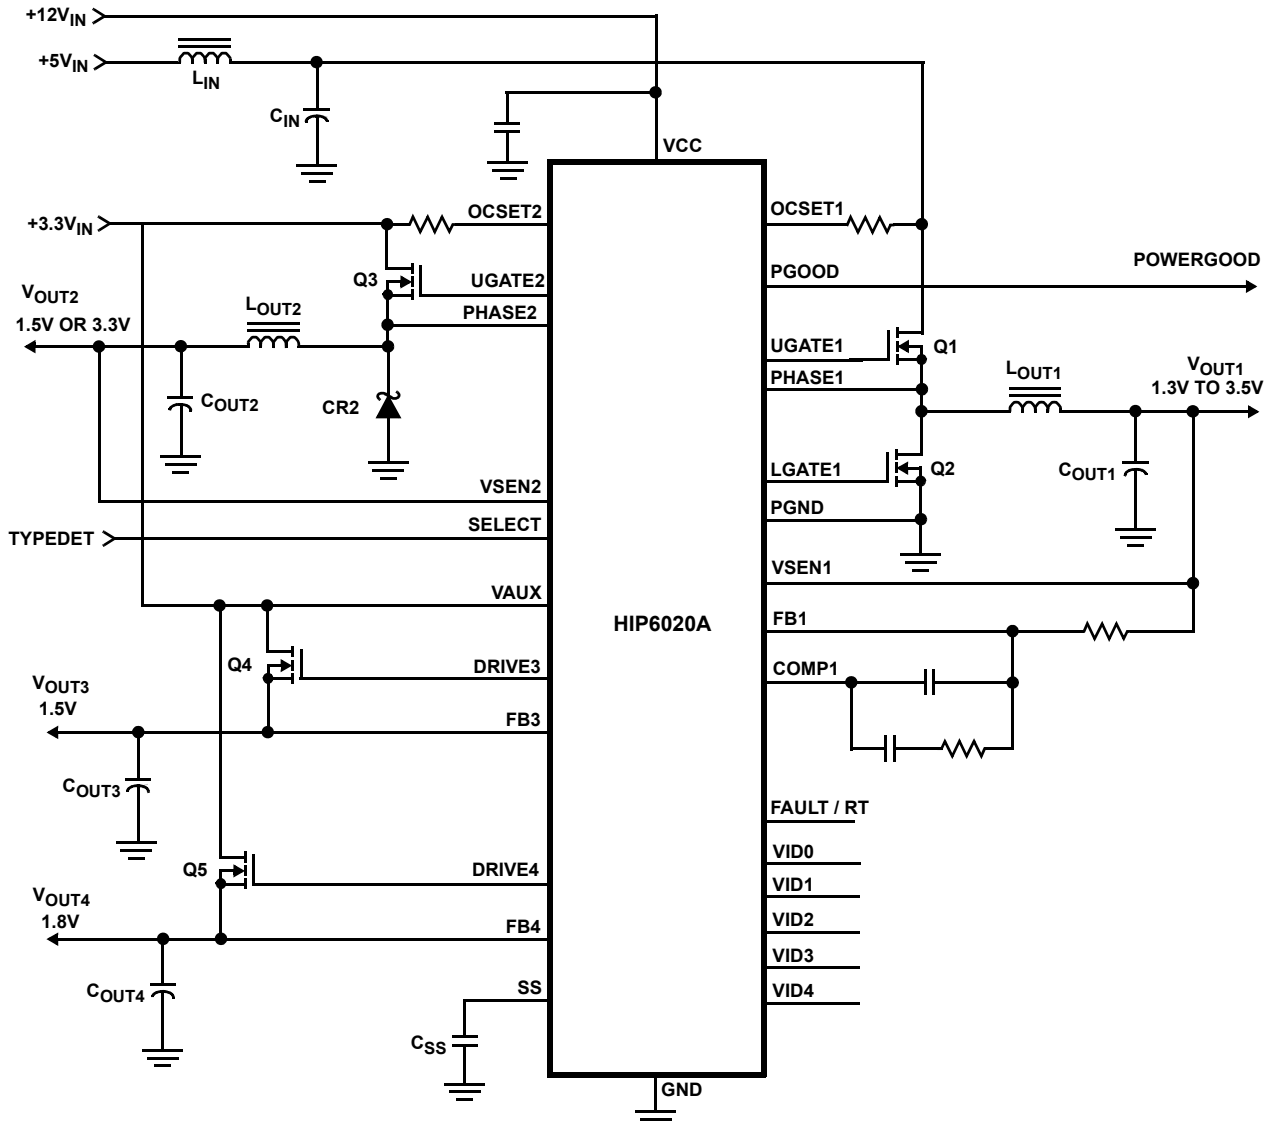 +12VIN
+5VIN
LIN
CIN
VCC
+3.3VIN
OCSET2
OCSET1
Q3
UGATE2
PGOOD
POWERGOOD
VOUT2
1.5V OR 3.3V
LOUT2
PHASE2
UGATE1
Q1
PHASE1
LOUT1
VOUT1
1.3V TO 3.5V
COUT2
CR2
LGATE1
Q2
COUT1
VSEN2
PGND
SELECT
TYPEDET
VSEN1
VAUX
HIP6020A
FB1
Q4
DRIVE3
COMP1
VOUT3
1.5V
FB3
COUT3
FAULT / RT
VID0
Q5
DRIVE4
VID1
VOUT4
1.8V
FB4
VID2
VID3
COUT4
SS
VID4
CSS
GND